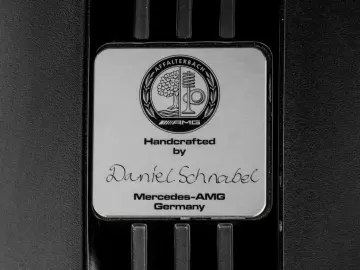 AFFALTERBACH
AMG
Handcrafted
by
Daniel Schnabel
Mercedes-AMG
Germany